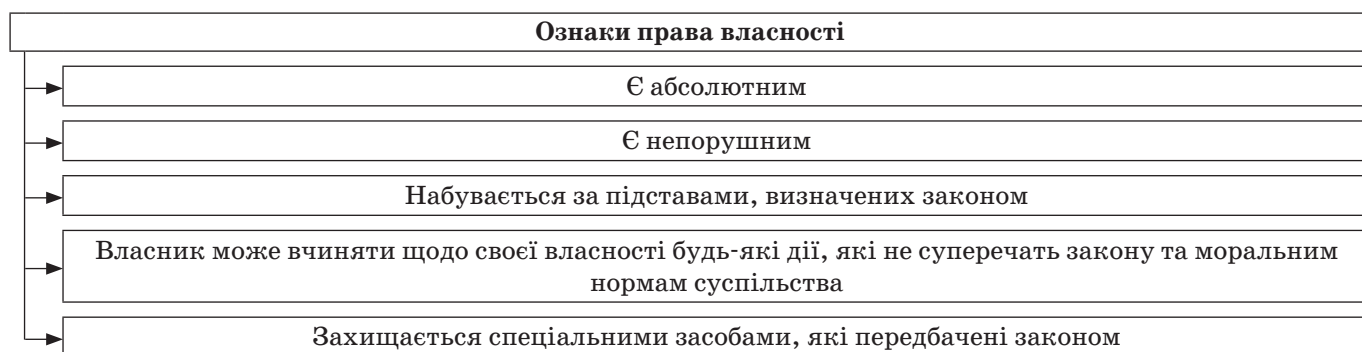 Ознаки права власності
Є абсолютним
Є непорушним
Набувається за підставами, визначених законом
Власник може вчиняти щодо своєї власності будь-які дії, які не суперечать закону та моральним
нормам суспільства
Захищається спеціальними засобами, які передбачені законом